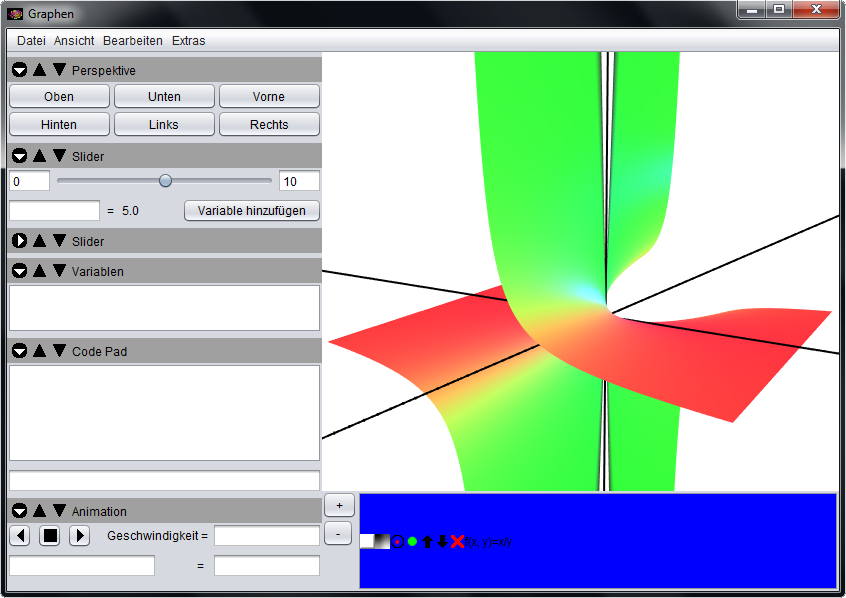 Graphen
Datei Ansicht Bearbeiten Extras
Perspektive
Oben Unten Vorne
Hinten Links Rechts
Slider
0 10
= 5.0 Variable hinzufügen
Slider
Variablen
Code Pad
Animation
Geschwindigkeit =
=
+
-